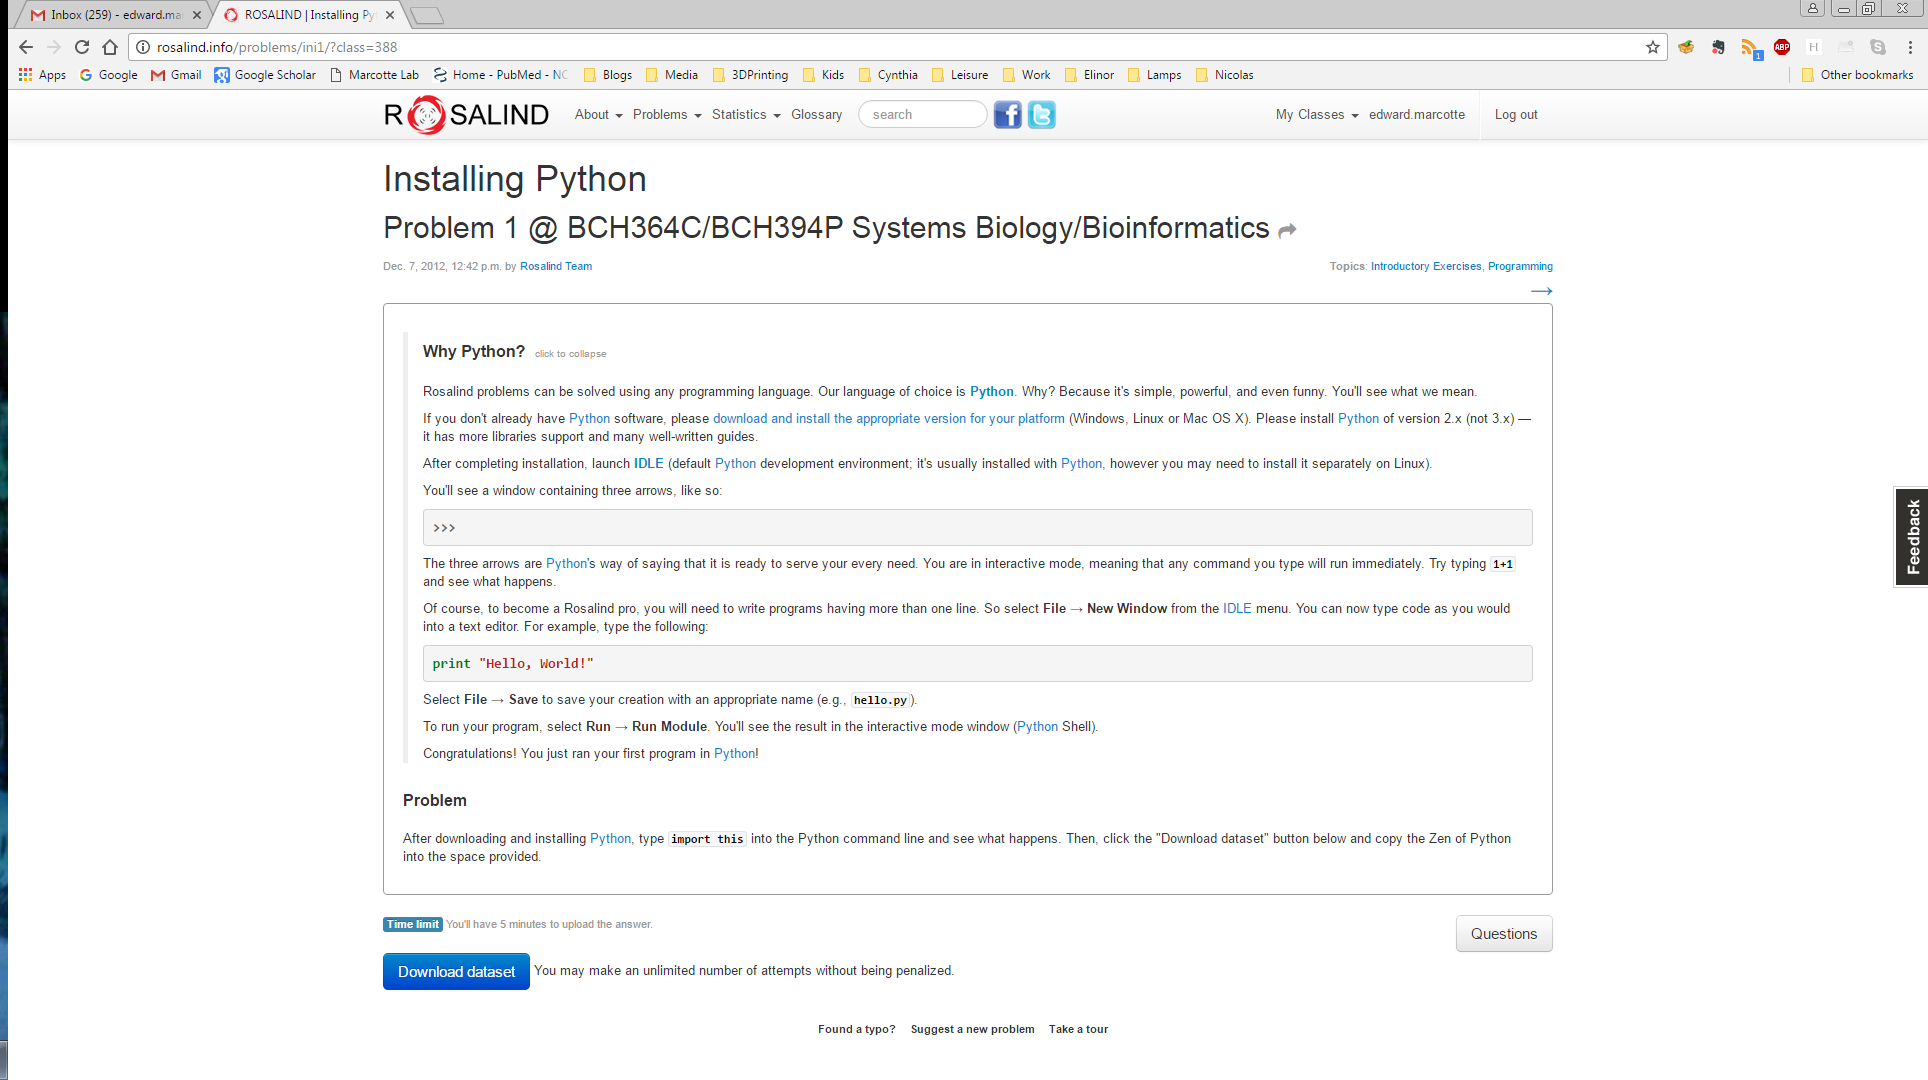 Inbox (259) - edward.ma
ROSALIND | Installing Py
rosalind.info/problems/ini1/?class=388
Apps Google Gmail Google Scholar Marcotte Lab Home - PubMed - NC Blogs Media 3DPrinting Kids Cynthia Leisure Work Elinor Lamps Nicolas Other bookmarks
ROSALIND About Problems Statistics Glossary search My Classes edward.marcotte Log out
Installing Python
Problem 1 @ BCH364C/BCH394P Systems Biology/Bioinformatics
Dec. 7, 2012, 12:42 p.m. by Rosalind Team
Topics: Introductory Exercises, Programming
→
Why Python? click to collapse
Rosalind problems can be solved using any programming language. Our language of choice is Python. Why? Because it's simple, powerful, and even funny. You'll see what we mean.
If you don't already have Python software, please download and install the appropriate version for your platform (Windows, Linux or Mac OS X). Please install Python of version 2.x (not 3.x) —
it has more libraries support and many well-written guides.
After completing installation, launch IDLE (default Python development environment; it's usually installed with Python, however you may need to install it separately on Linux).
You'll see a window containing three arrows, like so:
>>>
The three arrows are Python's way of saying that it is ready to serve your every need. You are in interactive mode, meaning that any command you type will run immediately. Try typing 1+1
and see what happens.
Of course, to become a Rosalind pro, you will need to write programs having more than one line. So select File → New Window from the IDLE menu. You can now type code as you would
into a text editor. For example, type the following:
print "Hello, World!"
Select File → Save to save your creation with an appropriate name (e.g., hello.py).
To run your program, select Run → Run Module. You'll see the result in the interactive mode window (Python Shell).
Congratulations! You just ran your first program in Python!
Problem
After downloading and installing Python, type import this into the Python command line and see what happens. Then, click the "Download dataset" button below and copy the Zen of Python
into the space provided.
Time limit You'll have 5 minutes to upload the answer.
Questions
Download dataset You may make an unlimited number of attempts without being penalized.
Found a typo? Suggest a new problem Take a tour
Feedback
ABP
H
1